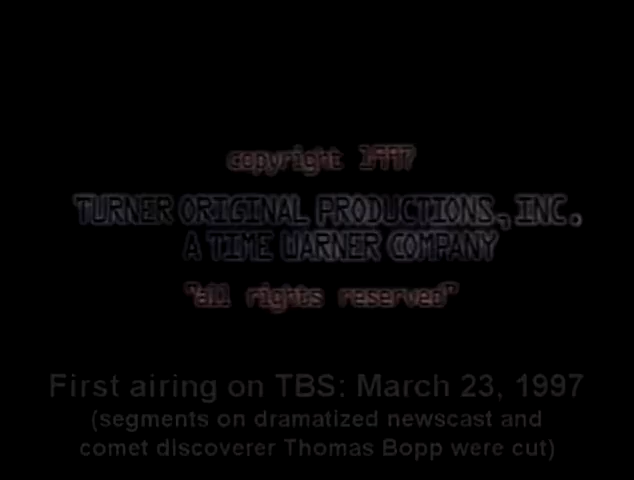 copyright 1997
TURNER ORIGINAL PRODUCTIONS, INC.
A TIME WARNER COMPANY
"all rights reserved"
First airing on TBS: March 23, 1997
(segments on dramatized newscast and
comet discoverer Thomas Bopp were cut)